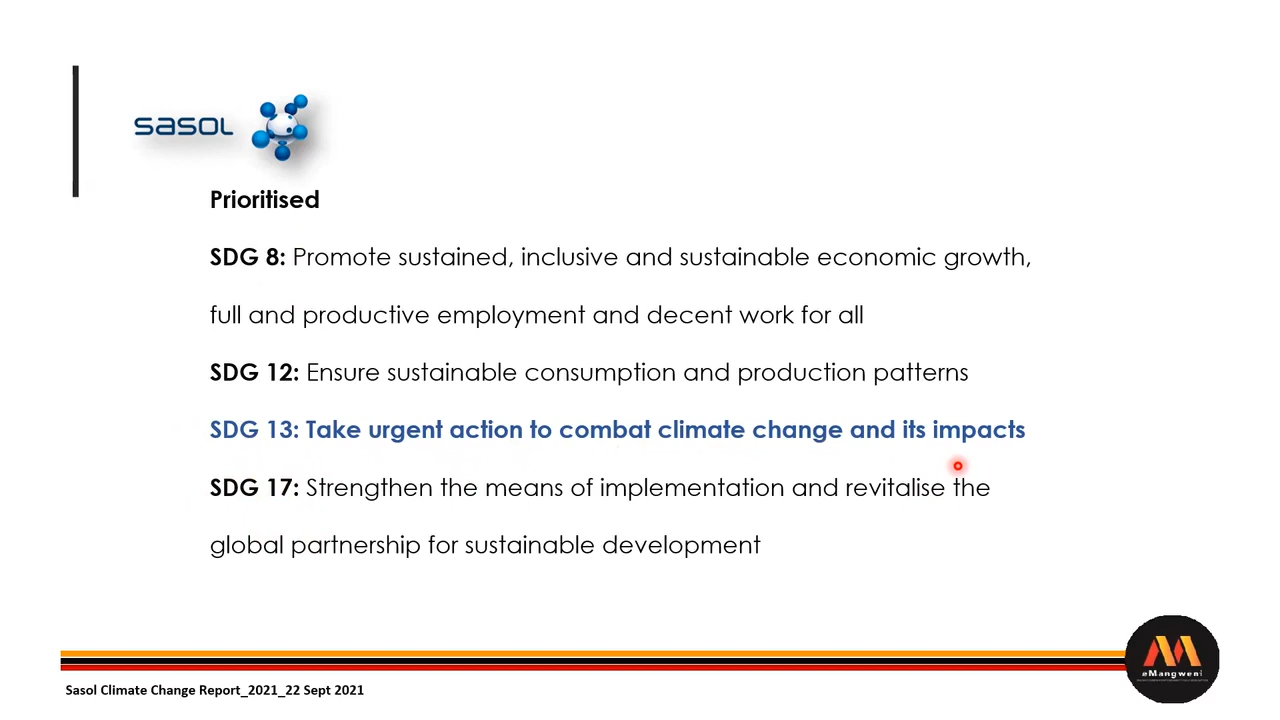 sasol
Prioritised
SDG 8: Promote sustained, inclusive and sustainable economic growth,
full and productive employment and decent work for all
SDG 12: Ensure sustainable consumption and production patterns
SDG 13: Take urgent action to combat climate change and its impacts
SDG 17: Strengthen the means of implementation and revitalise the
global partnership for sustainable development
eMangweni
Sasol Climate Change Report_2021_22 Sept 2021